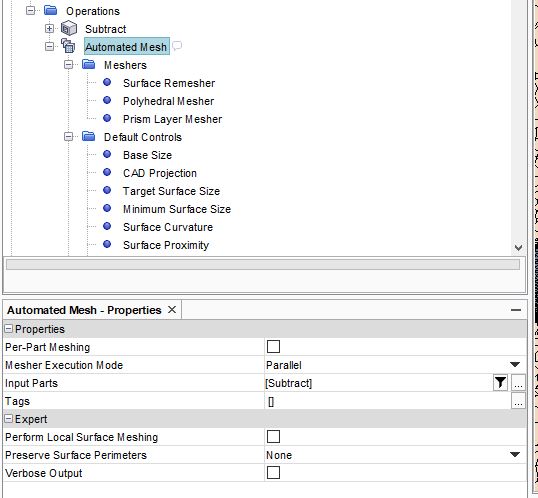 Operations
Subtract
Automated Mesh
Meshers
Surface Remesher
Polyhedral Mesher
Prism Layer Mesher
Default Controls
Base Size
CAD Projection
Target Surface Size
Minimum Surface Size
Surface Curvature
Surface Proximity
Automated Mesh - Properties
Properties
Per-Part Meshing
Mesher Execution Mode Parallel
Input Parts [Subtract] ...
Tags [] ...
Expert
Perform Local Surface Meshing
Preserve Surface Perimeters None
Verbose Output